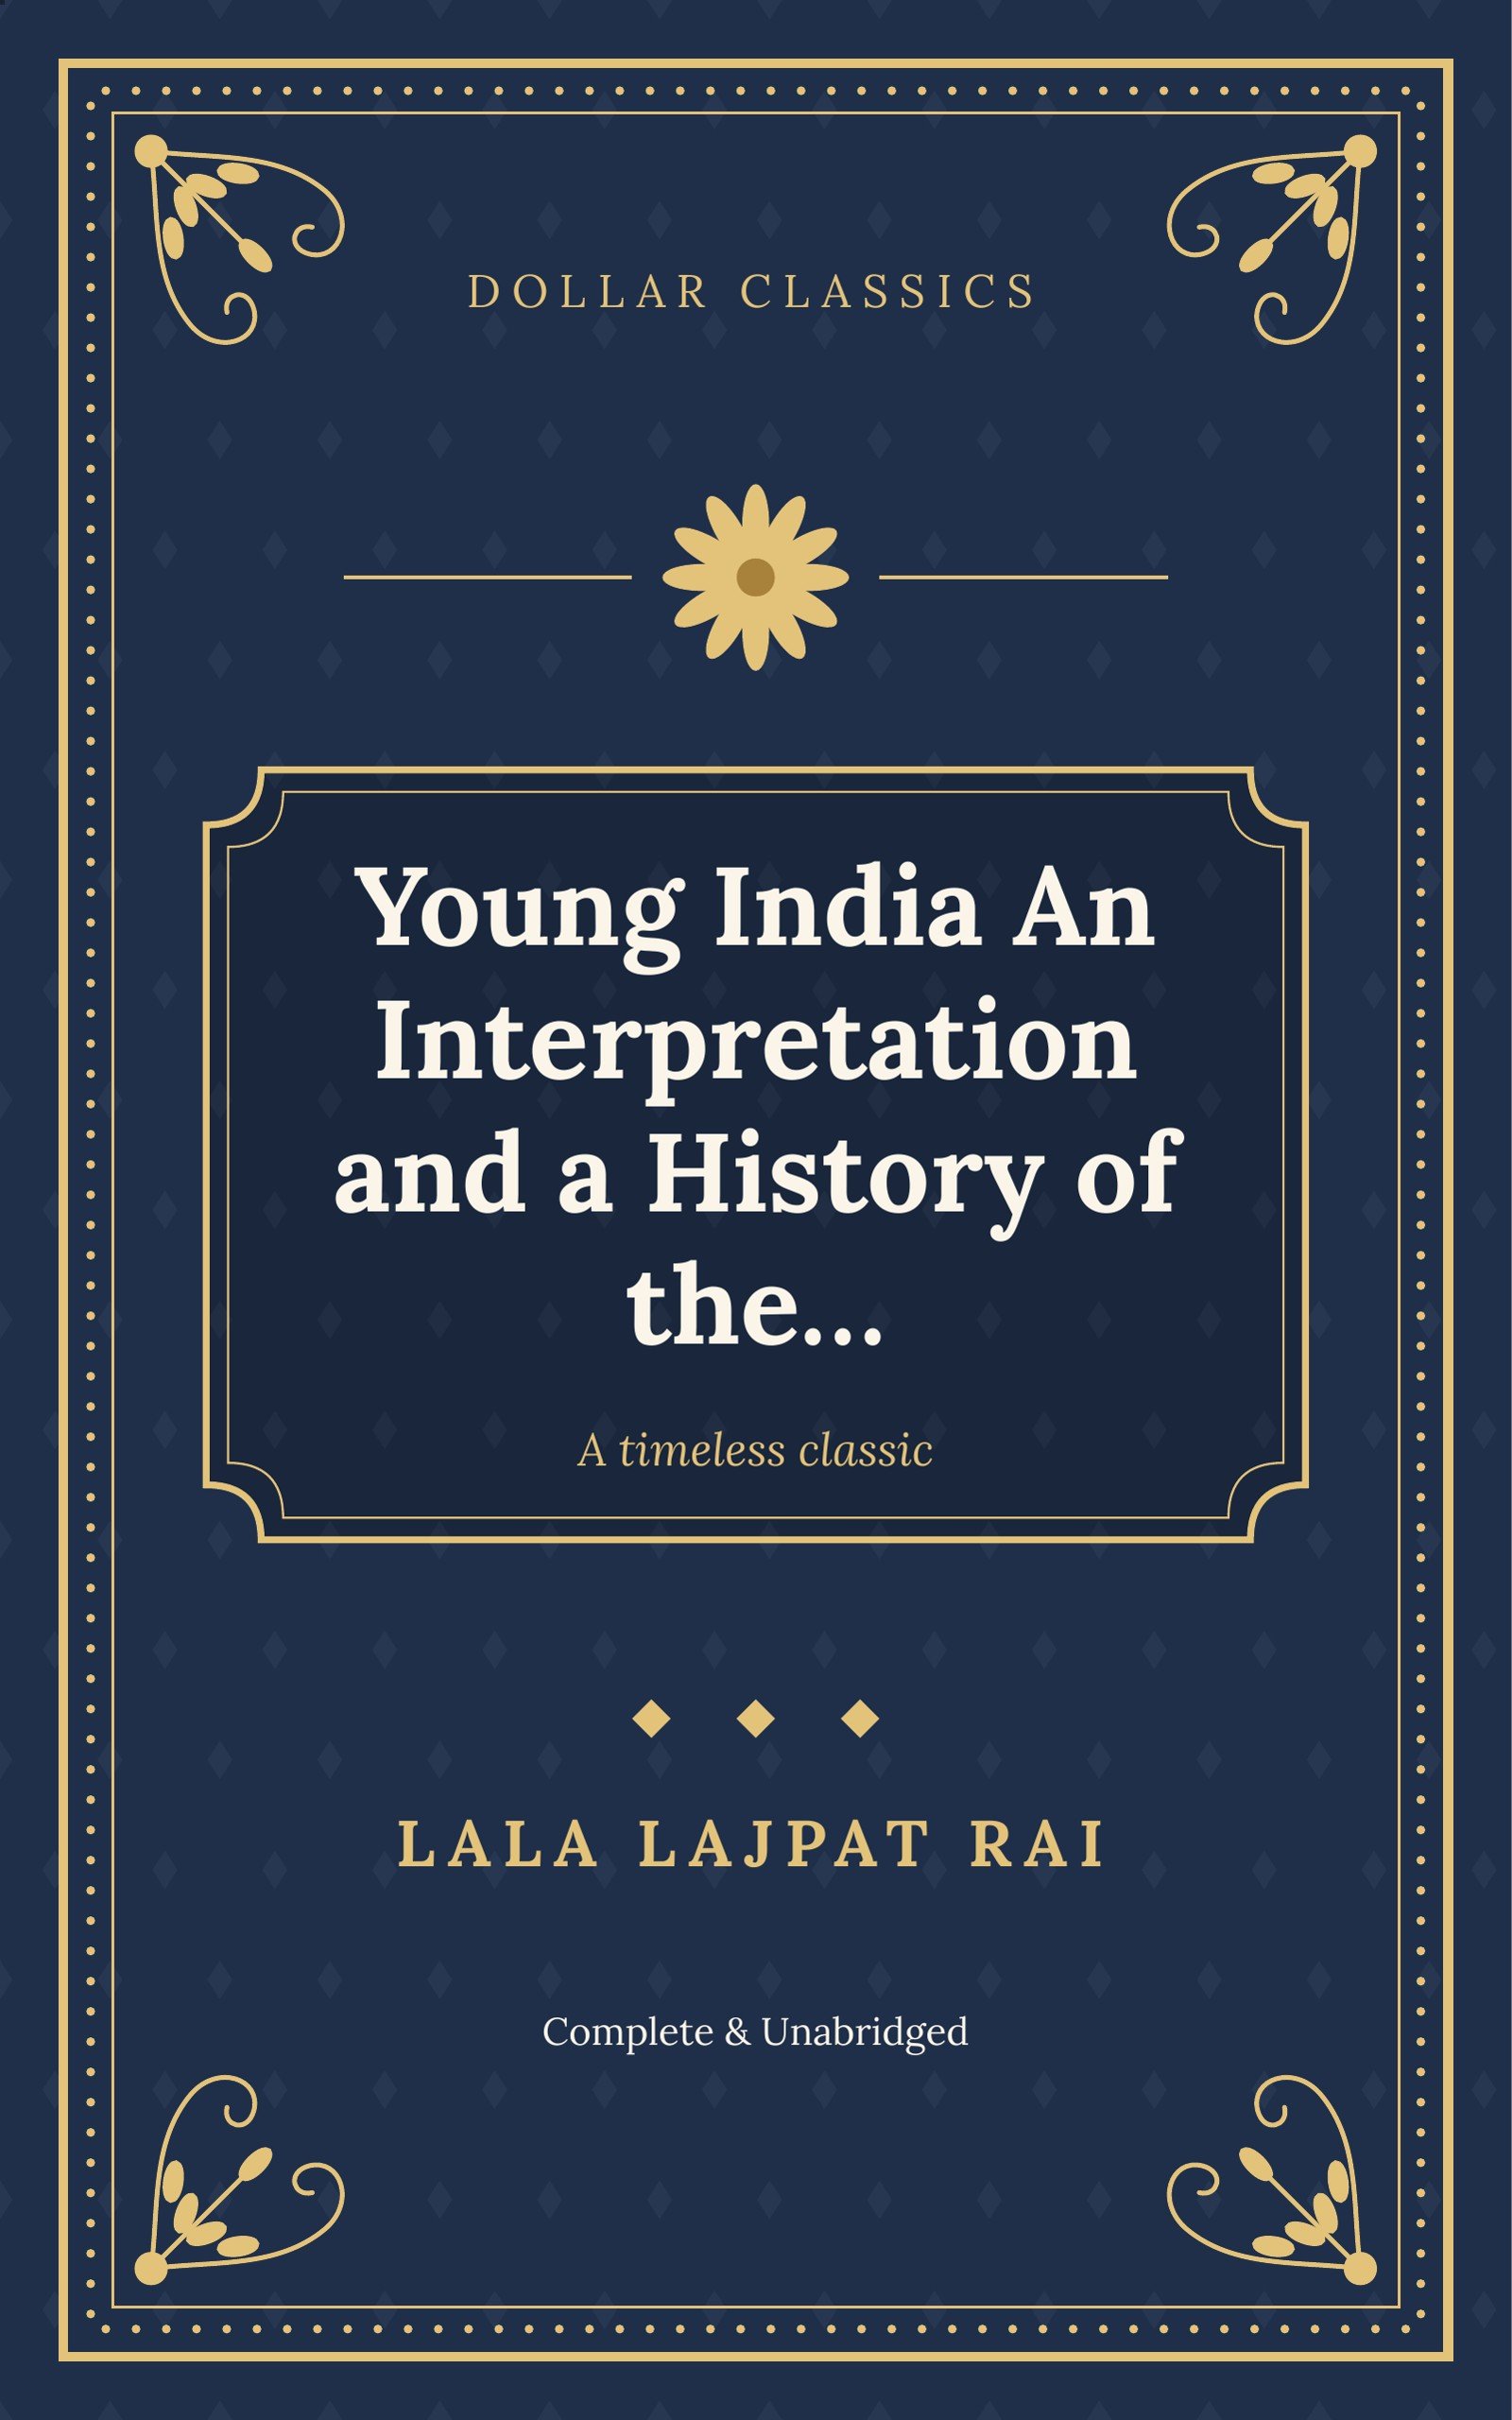 DOLLAR CLASSICS
Young India An
Interpretation
and a History of
the...
A timeless classic
LALA LAJPAT RAI
Complete & Unabridged